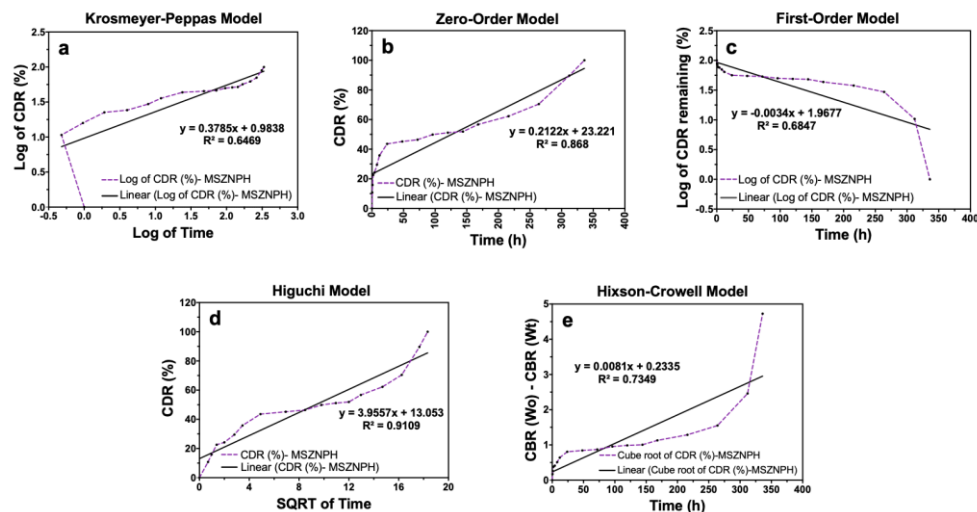 Krosmeyer-Peppas Model
a
Log of CDR (%)
2.5
2.0
1.5
1.0
0.5
0.0
y = 0.3785x + 0.9838
R² = 0.6469
Log of CDR (%)- MSZNPH
Linear (Log of CDR (%)- MSZNPH)
-0.5 0.0 0.5 1.0 1.5 2.0 2.5 3.0
Log of Time
Zero-Order Model
b
CDR (%)
120
100
80
60
40
20
0
y = 0.2122x + 23.221
R² = 0.868
CDR (%)- MSZNPH
Linear (CDR (%)- MSZNPH)
0 50 100 150 200 250 300 350 400
Time (h)
First-Order Model
c
Log of CDR remaining (%)
2.5
2.0
1.5
1.0
0.5
0.0
y = -0.0034x + 1.9677
R² = 0.6847
Log of CDR (%)- MSZNPH
Linear (Log of CDR (%)- MSZNPH)
0 100 200 300 400
Time (h)
Higuchi Model
d
CDR (%)
120
100
80
60
40
20
0
y = 3.9557x + 13.053
R² = 0.9109
CDR (%)- MSZNPH
Linear (CDR (%)- MSZNPH)
0 4 8 12 16 20
SQRT of Time
Hixson-Crowell Model
e
CBR (Wo) - CBR (Wt)
5
4
3
2
1
0
y = 0.0081x + 0.2335
R² = 0.7349
Cube root of CDR (%)-MSZNPH
Linear (Cube root of CDR (%)-MSZNPH)
0 50 100 150 200 250 300 350 400
Time (h)